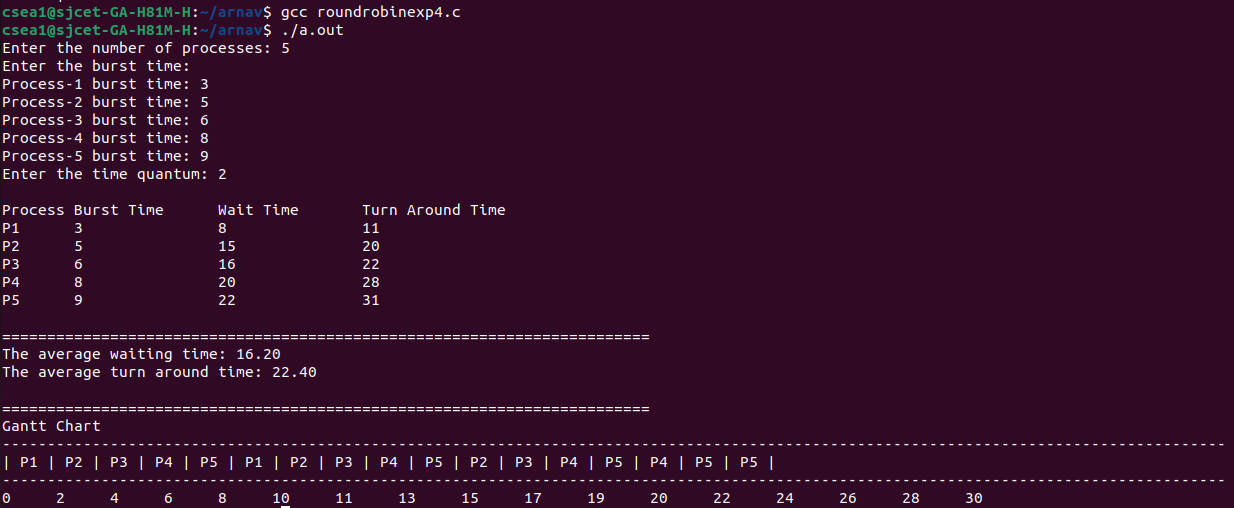 csea1@sjcet-GA-H81M-H:~/arnav$ gcc roundrobinexp4.c
csea1@sjcet-GA-H81M-H:~/arnav$ ./a.out
Enter the number of processes: 5
Enter the burst time:
Process-1 burst time: 3
Process-2 burst time: 5
Process-3 burst time: 6
Process-4 burst time: 8
Process-5 burst time: 9
Enter the time quantum: 2
Process Burst Time      Wait Time       Turn Around Time
P1      3               8               11
P2      5               15              20
P3      6               16              22
P4      8               20              28
P5      9               22              31
========================================================================
The average waiting time: 16.20
The average turn around time: 22.40
========================================================================
Gantt Chart
----------------------------------------------------------------------------------------------------------------------------------------
| P1 | P2 | P3 | P4 | P5 | P1 | P2 | P3 | P4 | P5 | P2 | P3 | P4 | P5 | P4 | P5 | P5 |
----------------------------------------------------------------------------------------------------------------------------------------
0     2     4     6     8     10     11     13     15     17     19     20     22     24     26     28     30